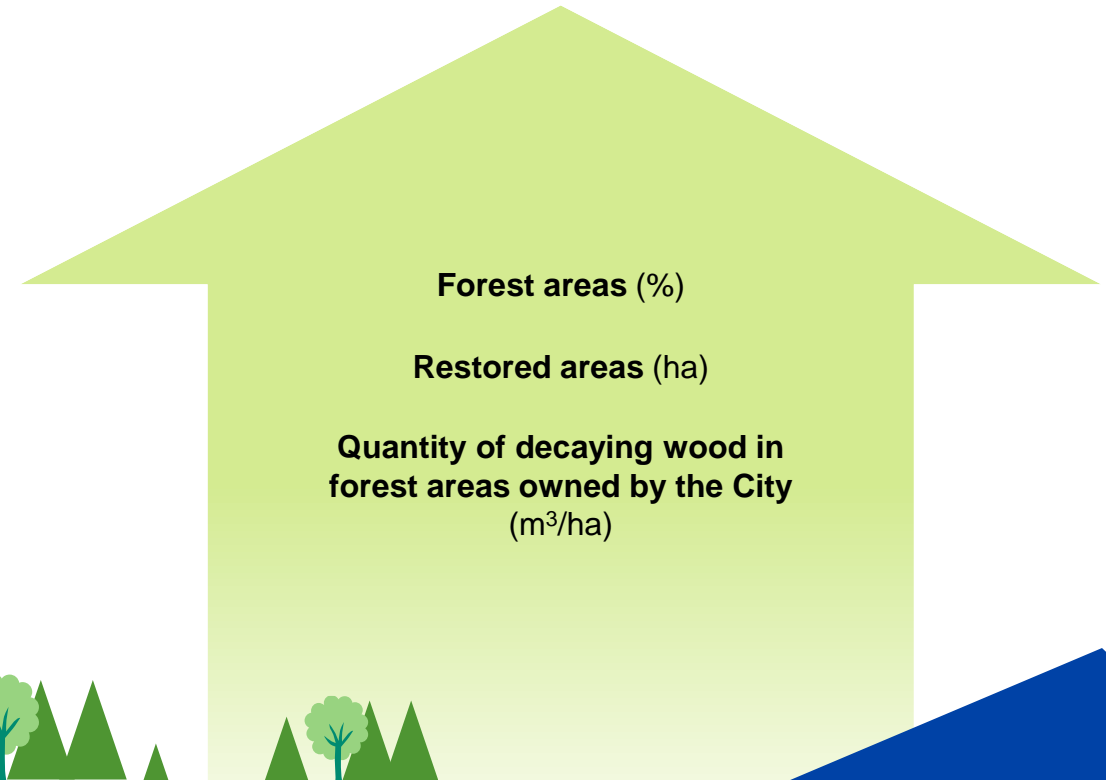 Forest areas (%)
Restored areas (ha)
Quantity of decaying wood in
forest areas owned by the City
(m³/ha)